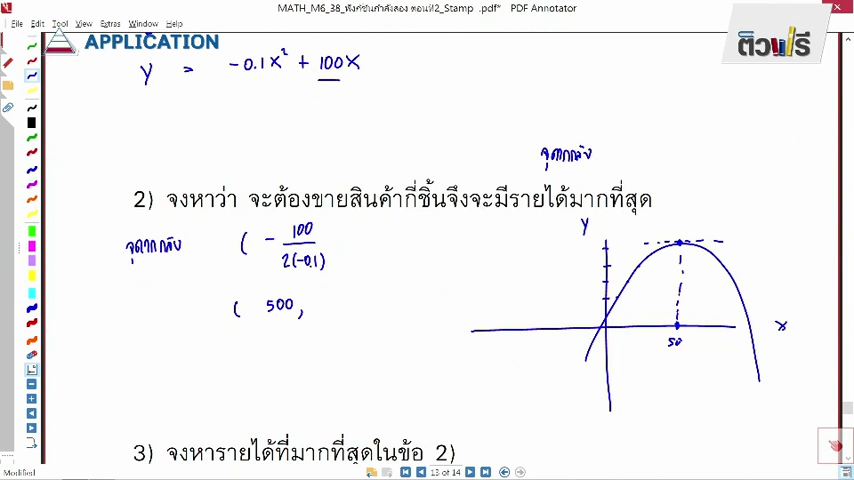 MATH_M6_38_ฟังก์ชันกำลังสอง ตอนที่2_Stamp .pdf* - PDF Annotator
File Edit Tool View Extras Window Help
APPLICATION
ติวฟรี
y = -0.1x² + 100x
จุดวกกลับ
2) จงหาว่า จะต้องขายสินค้ากี่ชิ้นจึงจะมีรายได้มากที่สุด
จุดวกกลับ ( - 100
2(-0.1)
( 500,
y
x
50
3) จงหารายได้ที่มากที่สุดในข้อ 2)
Modified
13 of 14